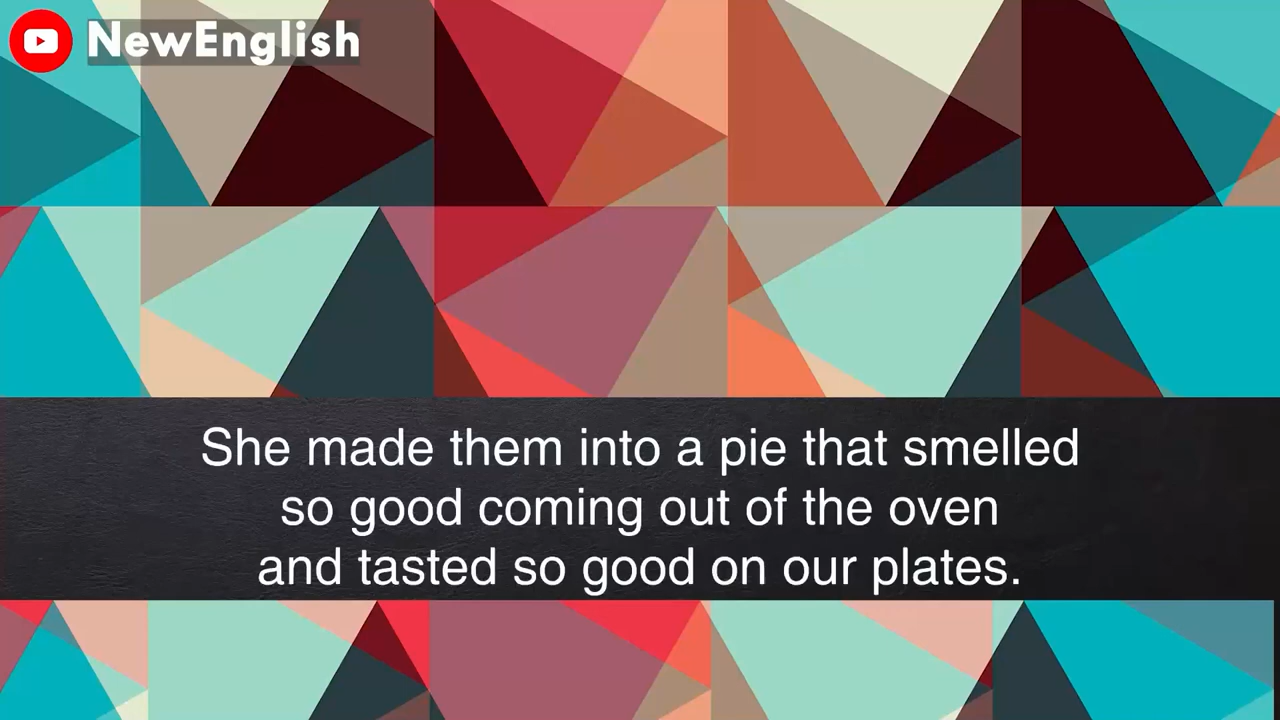 NewEnglish
She made them into a pie that smelled
so good coming out of the oven
and tasted so good on our plates.